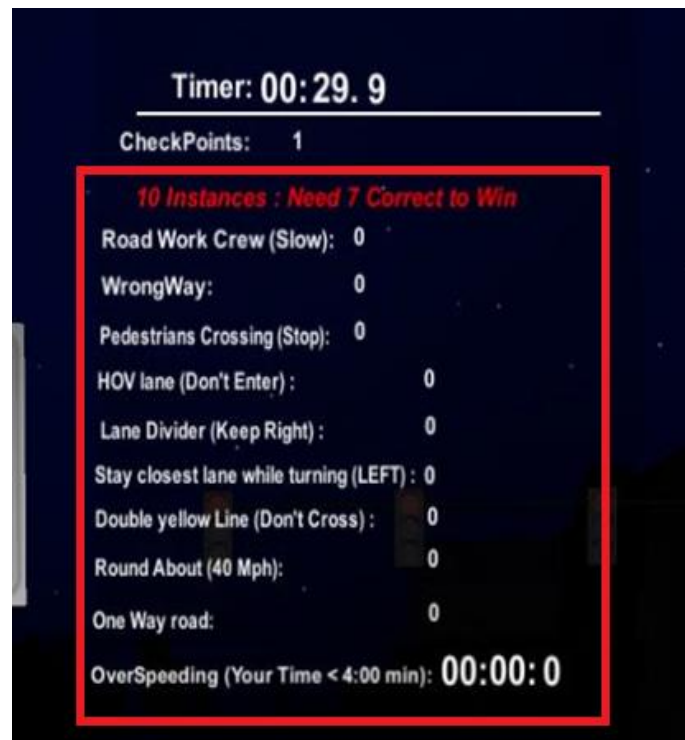 Timer: 00:29. 9
CheckPoints: 1
10 Instances : Need 7 Correct to Win
Road Work Crew (Slow): 0
WrongWay: 0
Pedestrians Crossing (Stop): 0
HOV lane (Don't Enter) : 0
Lane Divider (Keep Right) : 0
Stay closest lane while turning (LEFT) : 0
Double yellow Line (Don't Cross) : 0
Round About (40 Mph): 0
One Way road: 0
OverSpeeding (Your Time < 4:00 min): 00:00: 0